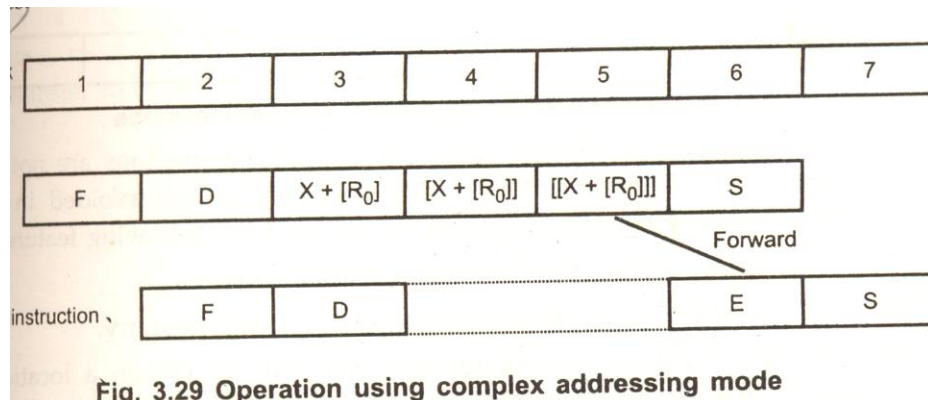 1 2 3 4 5 6 7
F D X + [R₀] [X + [R₀]] [[X + [R₀]]] S
Forward
instruction F D E S
Fig. 3.29 Operation using complex addressing mode